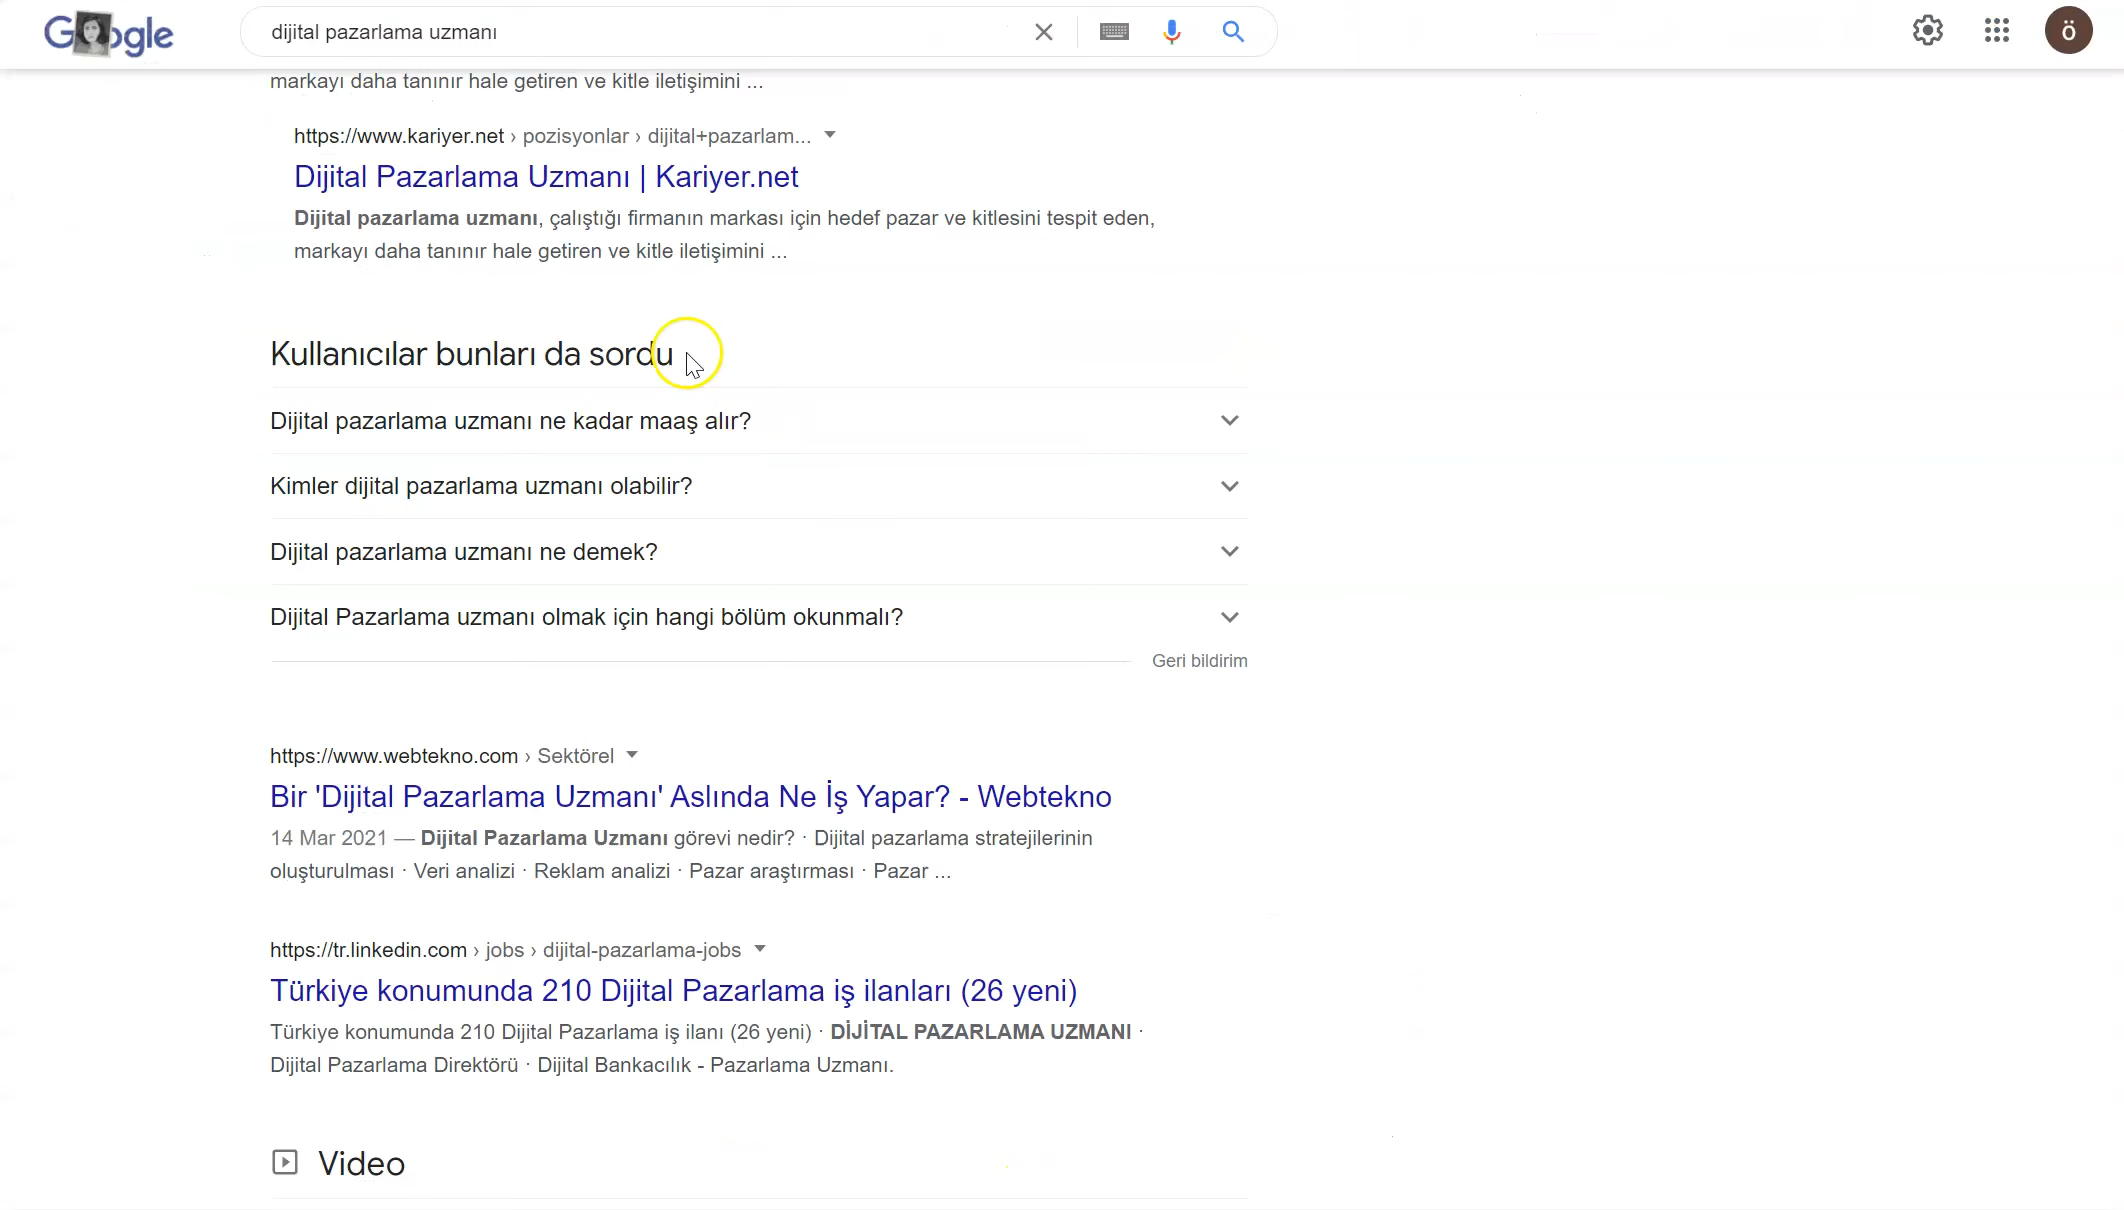 Google
dijital pazarlama uzmanı
ö
markayı daha tanınır hale getiren ve kitle iletişimini ...
https://www.kariyer.net › pozisyonlar › dijital+pazarlam...
Dijital Pazarlama Uzmanı | Kariyer.net
Dijital pazarlama uzmanı, çalıştığı firmanın markası için hedef pazar ve kitlesini tespit eden,
markayı daha tanınır hale getiren ve kitle iletişimini ...
Kullanıcılar bunları da sordu
Dijital pazarlama uzmanı ne kadar maaş alır?
Kimler dijital pazarlama uzmanı olabilir?
Dijital pazarlama uzmanı ne demek?
Dijital Pazarlama uzmanı olmak için hangi bölüm okunmalı?
Geri bildirim
https://www.webtekno.com › Sektörel
Bir 'Dijital Pazarlama Uzmanı' Aslında Ne İş Yapar? - Webtekno
14 Mar 2021 — Dijital Pazarlama Uzmanı görevi nedir? · Dijital pazarlama stratejilerinin
oluşturulması · Veri analizi · Reklam analizi · Pazar araştırması · Pazar ...
https://tr.linkedin.com › jobs › dijital-pazarlama-jobs
Türkiye konumunda 210 Dijital Pazarlama iş ilanları (26 yeni)
Türkiye konumunda 210 Dijital Pazarlama iş ilanı (26 yeni) · DİJİTAL PAZARLAMA UZMANI ·
Dijital Pazarlama Direktörü · Dijital Bankacılık - Pazarlama Uzmanı.
Video